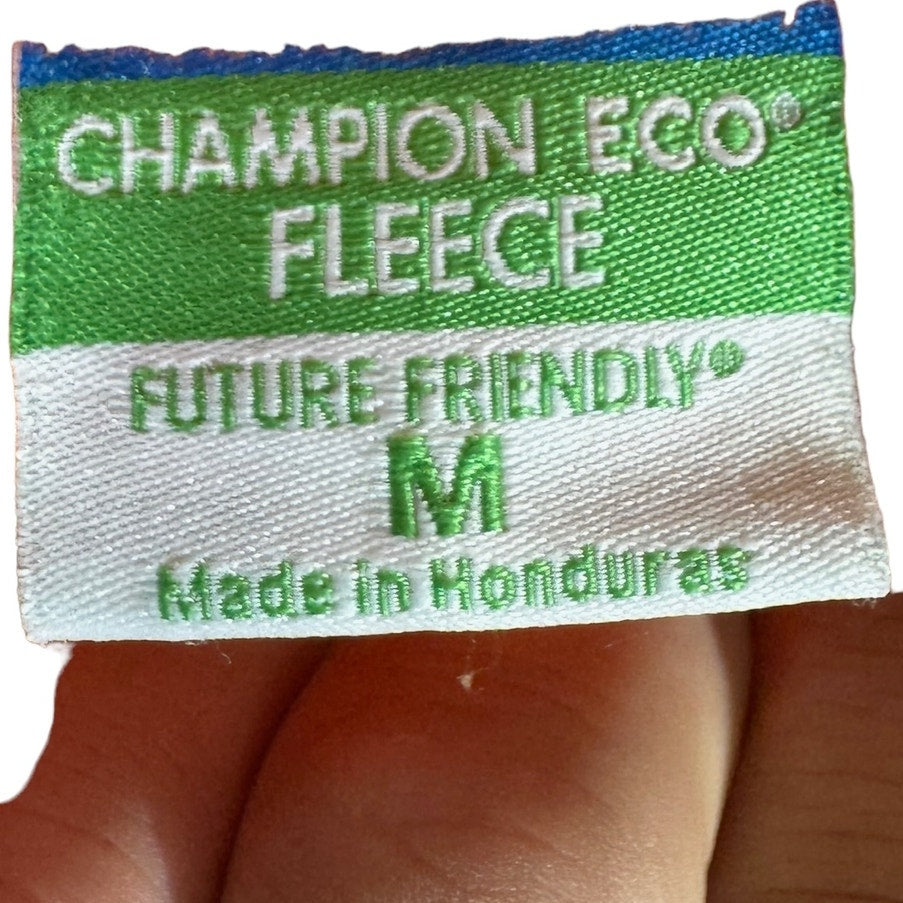 CHAMPION ECO®
FLEECE
FUTURE FRIENDLY®
M
Made in Honduras